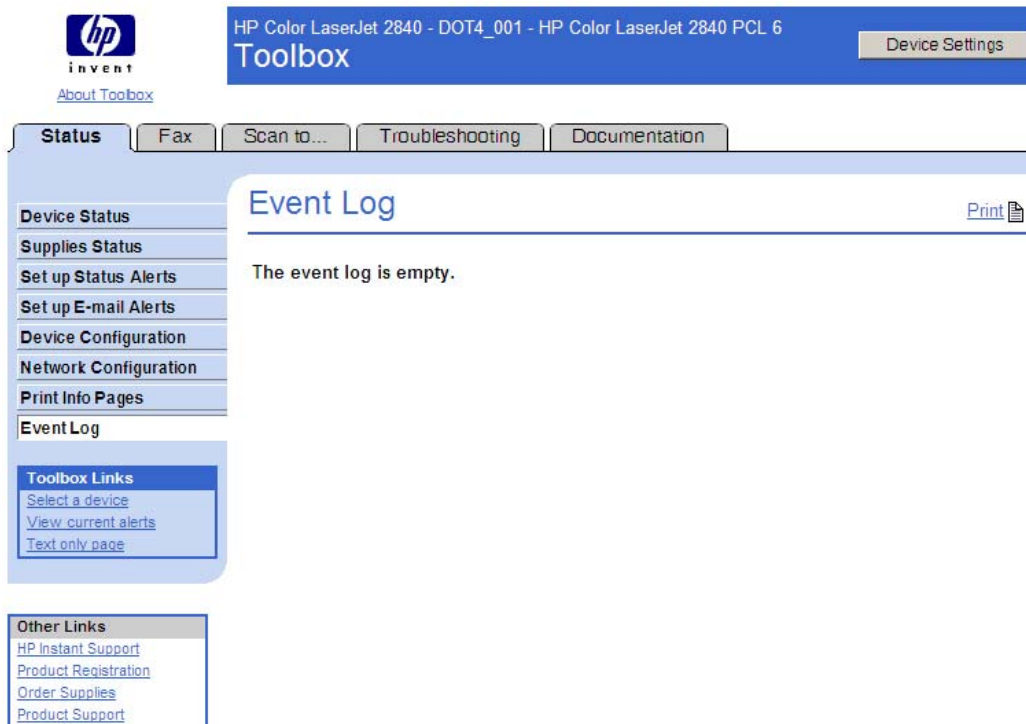 hp
invent
About Toolbox
HP Color LaserJet 2840 - DOT4_001 - HP Color LaserJet 2840 PCL 6
Toolbox
Device Settings
Status
Fax
Scan to...
Troubleshooting
Documentation
Device Status
Supplies Status
Set up Status Alerts
Set up E-mail Alerts
Device Configuration
Network Configuration
Print Info Pages
Event Log
Toolbox Links
Select a device
View current alerts
Text only page
Other Links
HP Instant Support
Product Registration
Order Supplies
Product Support
Event Log
Print
The event log is empty.